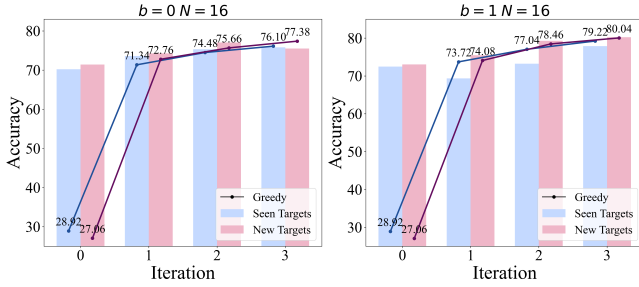 b = 0 N = 16
80
70
60
50
40
30
Accuracy
28.92
27.06
71.34
72.76
74.48
75.66
76.10
77.38
Greedy
Seen Targets
New Targets
0 1 2 3
Iteration
b = 1 N = 16
80
70
60
50
40
30
Accuracy
28.92
27.06
73.72
74.08
77.04
78.46
79.22
80.04
Greedy
Seen Targets
New Targets
0 1 2 3
Iteration